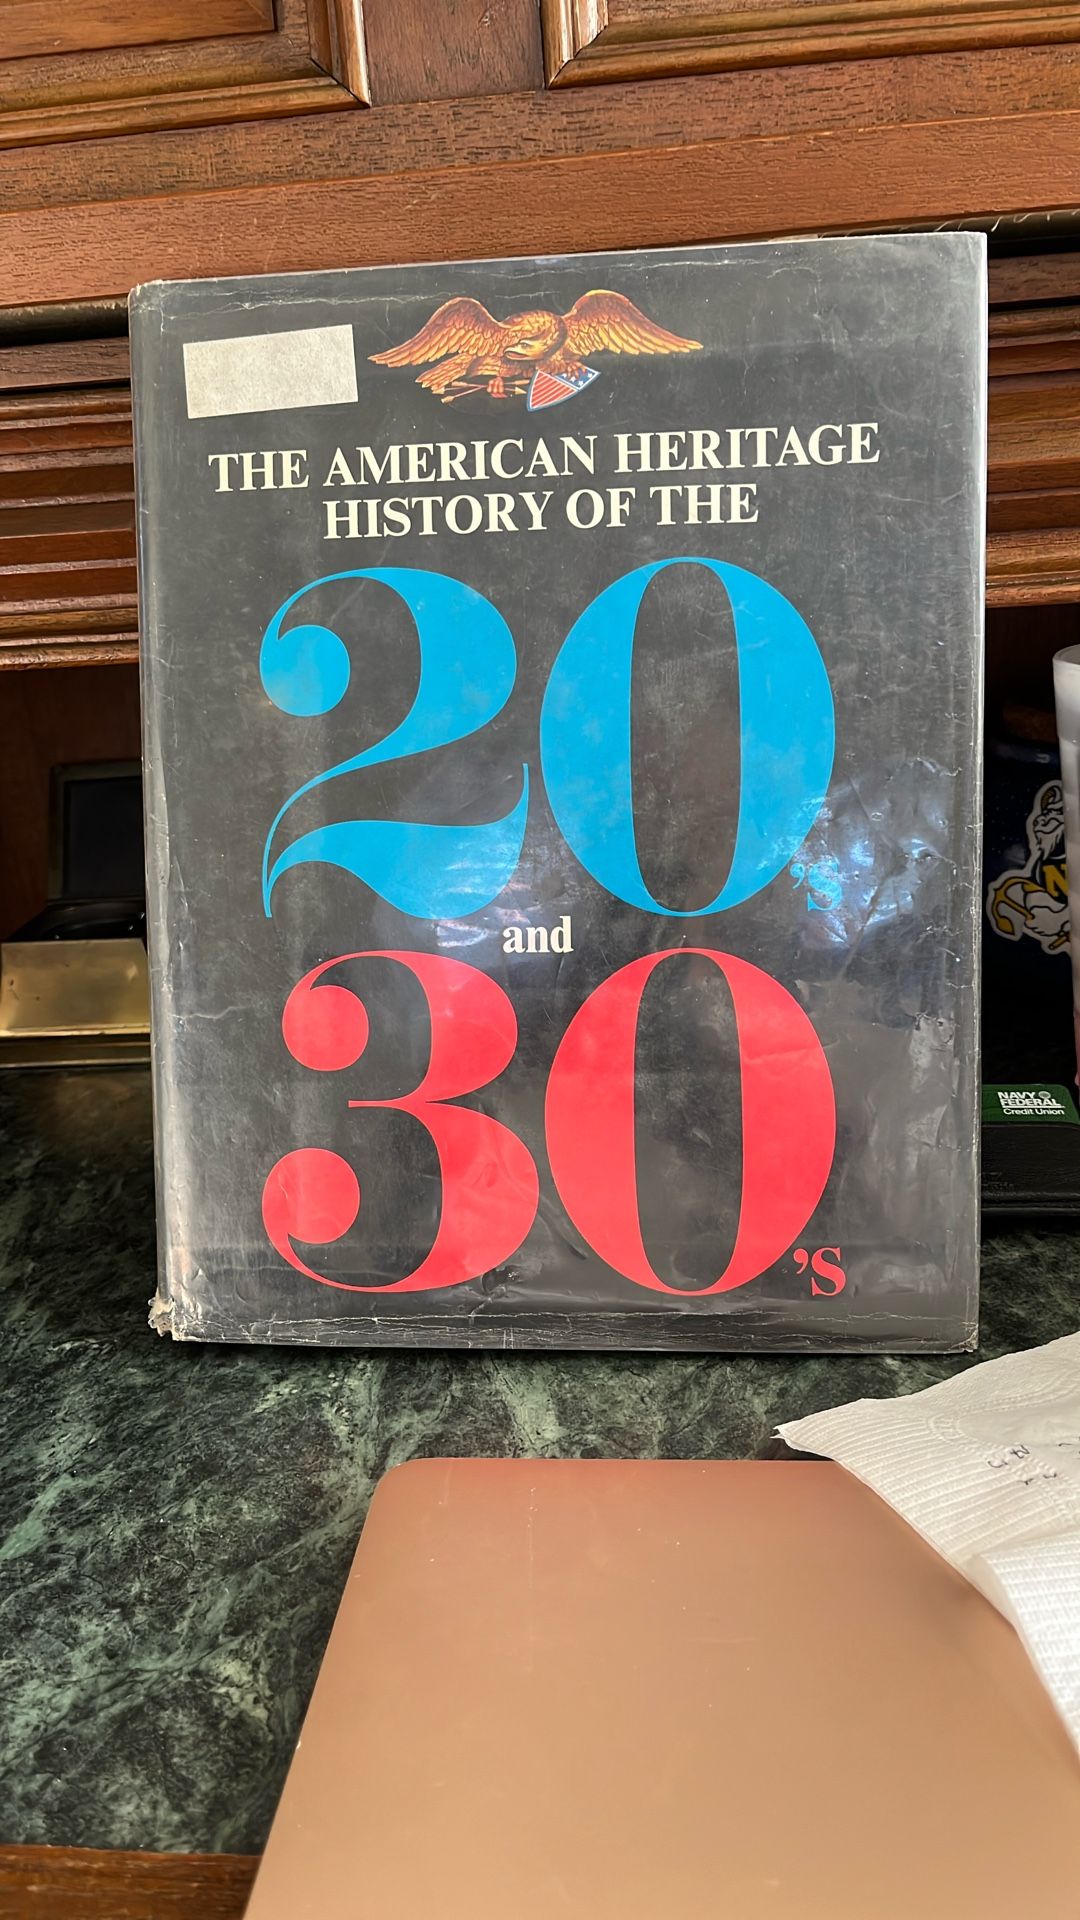 THE AMERICAN HERITAGE
HISTORY OF THE
20's
and
30's
NAVY
FEDERAL
Credit Union